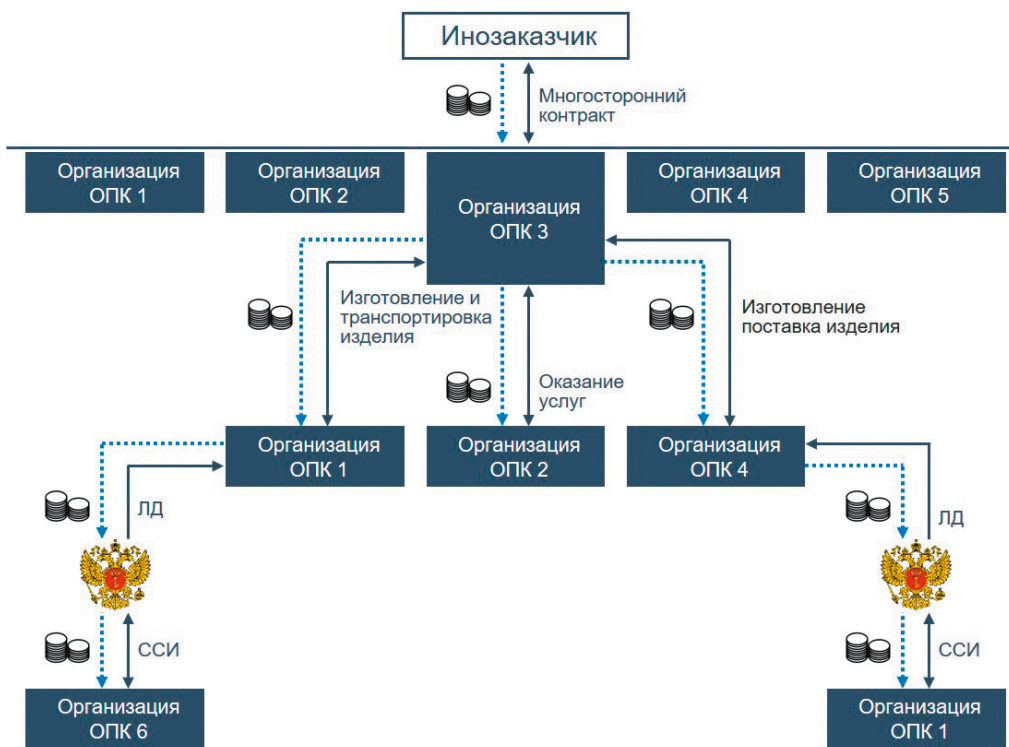 Инозаказчик
Многосторонний
контракт
Организация
ОПК 1
Организация
ОПК 2
Организация
ОПК 3
Организация
ОПК 4
Организация
ОПК 5
Изготовление и
транспортировка
изделия
Изготовление
поставка изделия
Оказание
услуг
Организация
ОПК 1
Организация
ОПК 2
Организация
ОПК 4
ЛД
ЛД
ССИ
ССИ
Организация
ОПК 6
Организация
ОПК 1